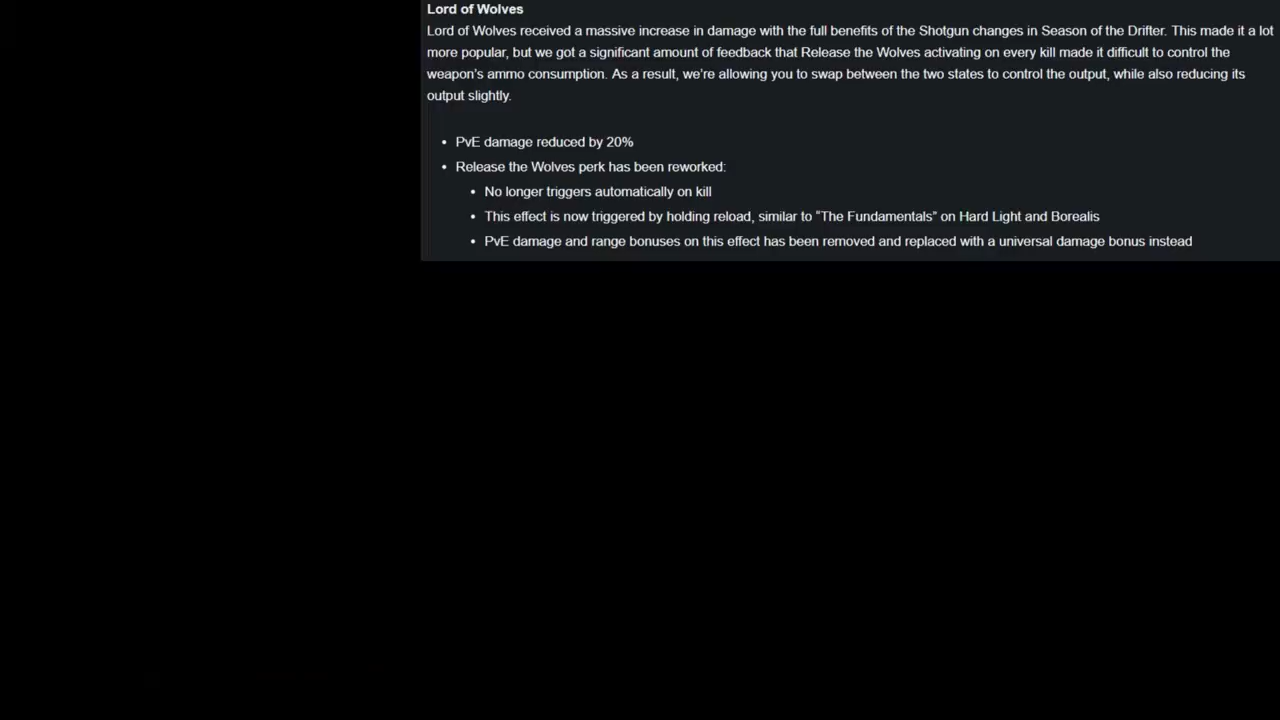 Lord of Wolves
Lord of Wolves received a massive increase in damage with the full benefits of the Shotgun changes in Season of the Drifter. This made it a lot
more popular, but we got a significant amount of feedback that Release the Wolves activating on every kill made it difficult to control the
weapon's ammo consumption. As a result, we're allowing you to swap between the two states to control the output, while also reducing its
output slightly.
• PvE damage reduced by 20%
• Release the Wolves perk has been reworked:
• No longer triggers automatically on kill
• This effect is now triggered by holding reload, similar to “The Fundamentals” on Hard Light and Borealis
• PvE damage and range bonuses on this effect has been removed and replaced with a universal damage bonus instead